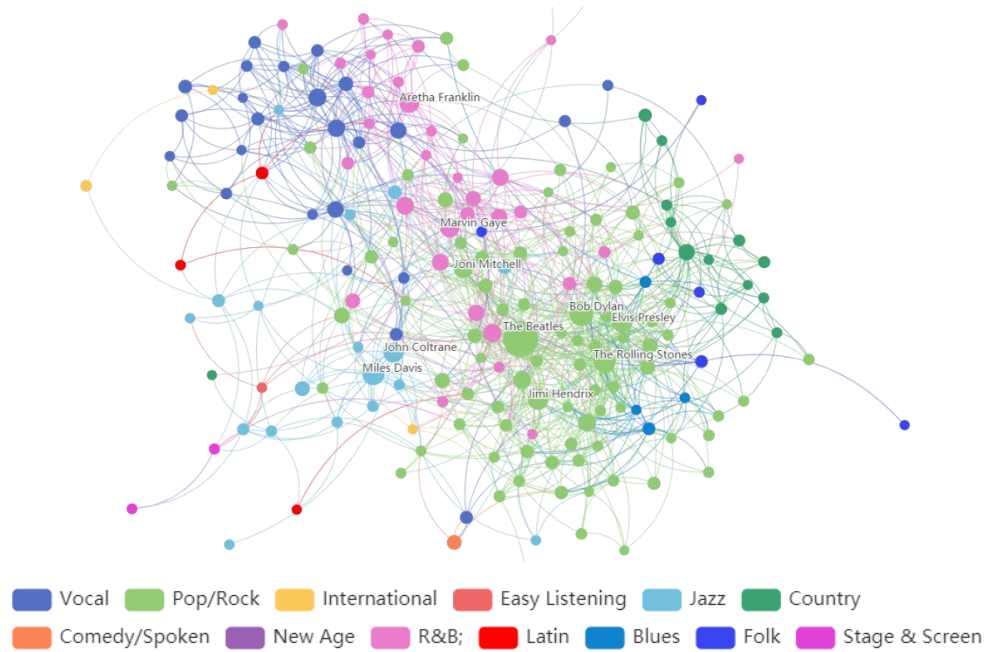 Aretha Franklin
Marvin Gaye
Joni Mitchell
Bob Dylan
Elvis Presley
The Beatles
John Coltrane
The Rolling Stones
Miles Davis
Jimi Hendrix
Vocal Pop/Rock International Easy Listening Jazz Country
Comedy/Spoken New Age R&B; Latin Blues Folk Stage & Screen